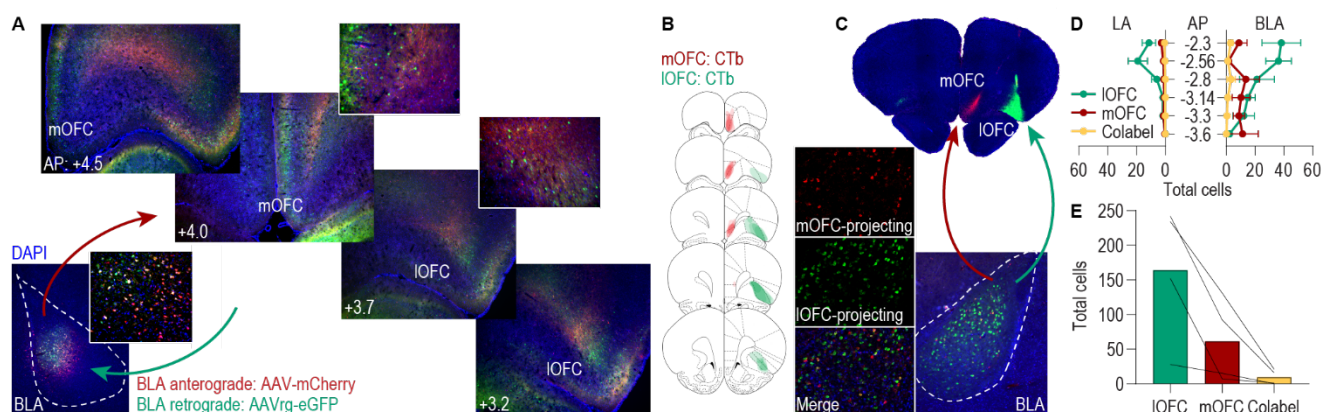 A
mOFC
AP: +4.5
mOFC
+4.0
lOFC
+3.7
lOFC
+3.2
DAPI
BLA
BLA anterograde: AAV-mCherry
BLA retrograde: AAVrg-eGFP
B
mOFC: CTb
lOFC: CTb
C
mOFC
lOFC
mOFC-projecting
lOFC-projecting
Merge
BLA
D
LA AP BLA
-2.3
-2.56
-2.8
-3.14
-3.3
-3.6
lOFC
mOFC
Colabel
60 40 20 0 0 20 40 60
Total cells
E
Total cells
250
200
150
100
50
0
lOFC mOFC Colabel